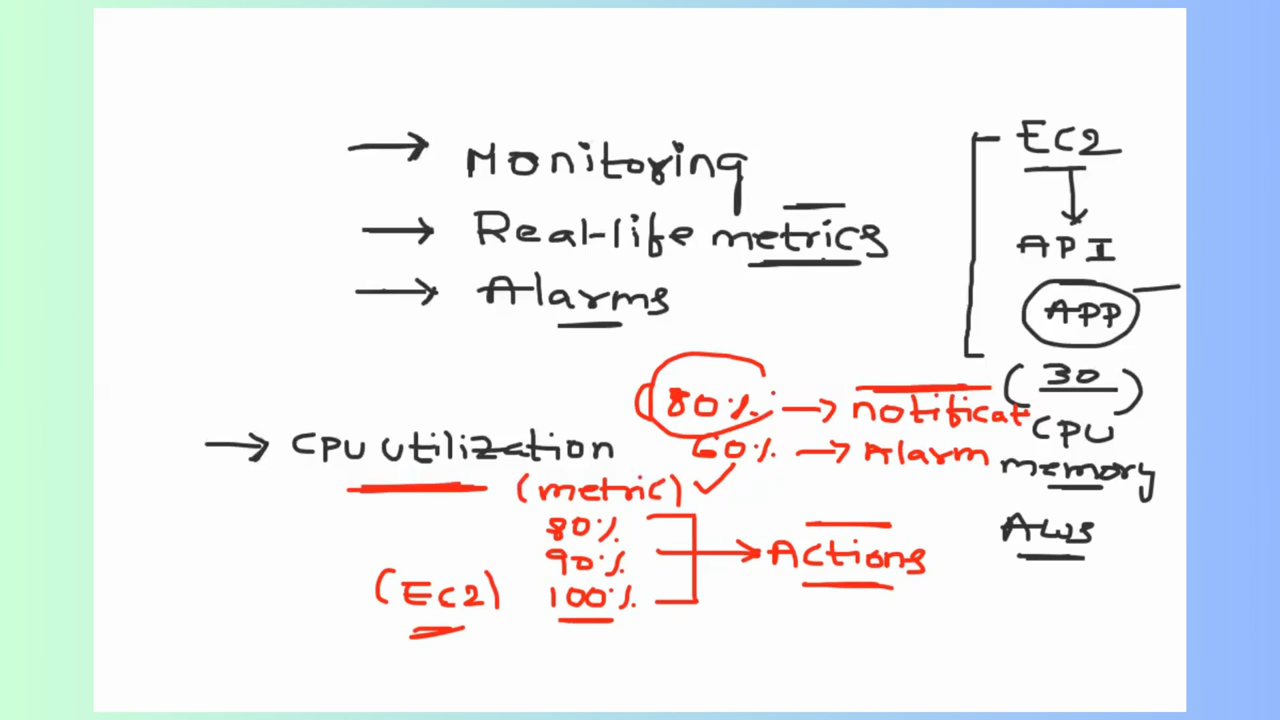 → Monitoring
→ Real-life metrics
→ Alarms
EC2
API
APP
(30)
CPU
memory
AWS
→ CPU utilization
(metric) ✓
80% → notificat
60% → Alarm
80%
90% → Actions
100%
(EC2)